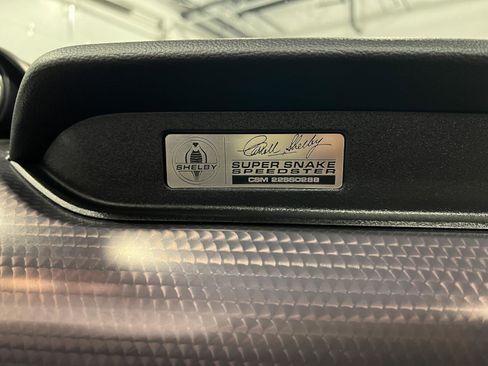 SHELBY
Carroll Shelby
SUPER SNAKE
SPEEDSTER
CSM 22SS0288